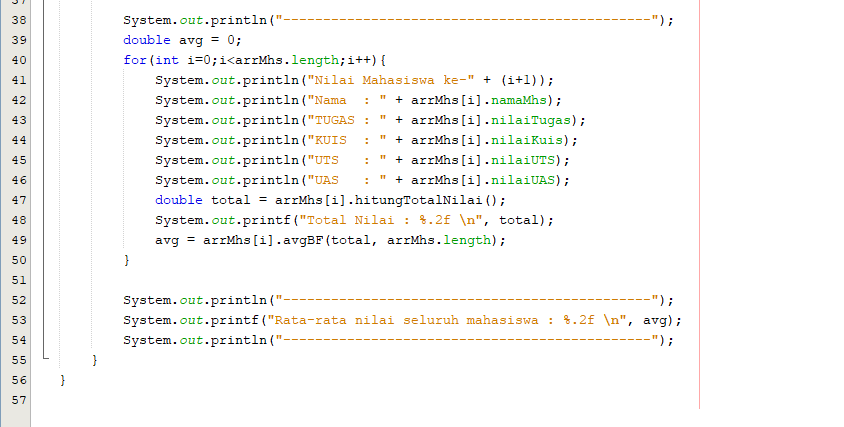 38 System.out.println("----------------------------------------------");
39 double avg = 0;
40 for(int i=0;i<arrMhs.length;i++){
41 System.out.println("Nilai Mahasiswa ke-" + (i+1));
42 System.out.println("Nama  : " + arrMhs[i].namaMhs);
43 System.out.println("TUGAS : " + arrMhs[i].nilaiTugas);
44 System.out.println("KUIS  : " + arrMhs[i].nilaiKuis);
45 System.out.println("UTS   : " + arrMhs[i].nilaiUTS);
46 System.out.println("UAS   : " + arrMhs[i].nilaiUAS);
47 double total = arrMhs[i].hitungTotalNilai();
48 System.out.printf("Total Nilai : %.2f \n", total);
49 avg = arrMhs[i].avgBF(total, arrMhs.length);
50 }
51
52 System.out.println("----------------------------------------------");
53 System.out.printf("Rata-rata nilai seluruh mahasiswa : %.2f \n", avg);
54 System.out.println("----------------------------------------------");
55 }
56 }
57